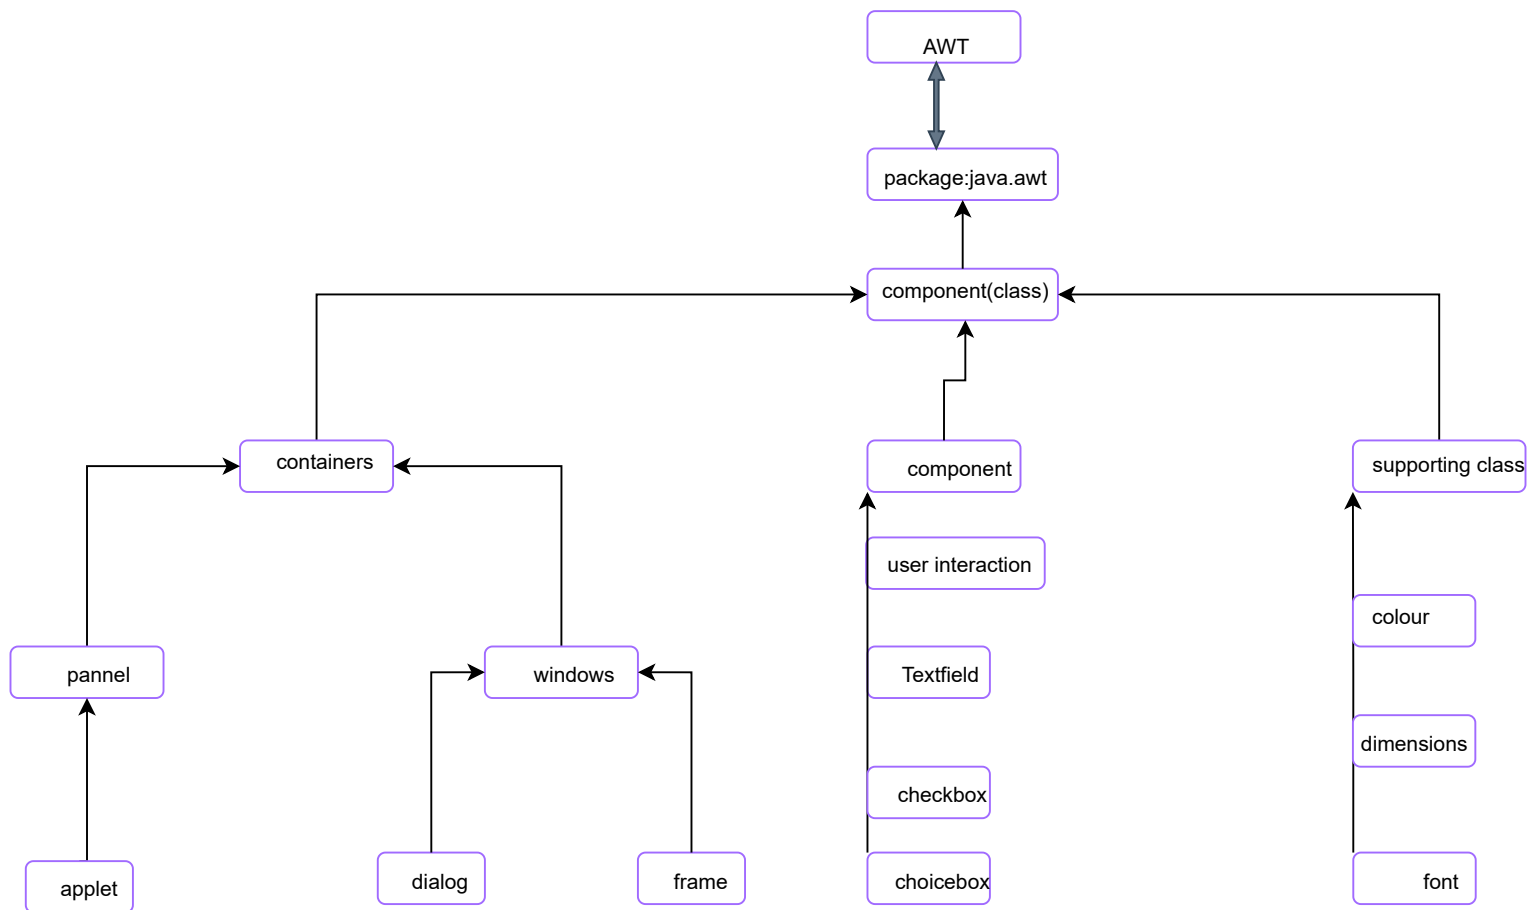 AWT
package:java.awt
component(class)
containers
component
supporting class
user interaction
colour
pannel
windows
Textfield
dimensions
checkbox
applet
dialog
frame
choicebox
font